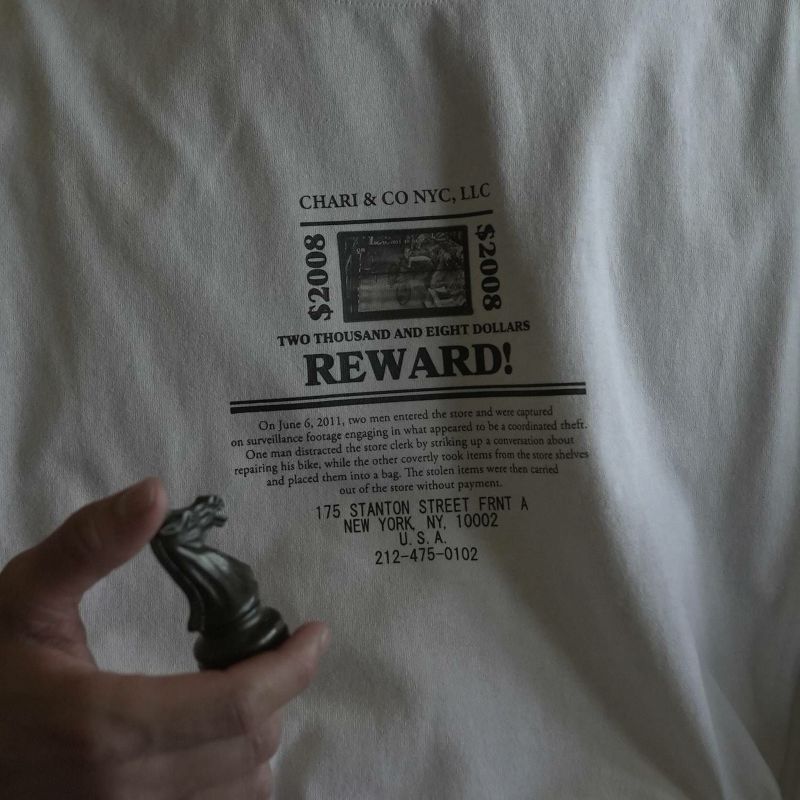 CHARI & CO NYC, LLC
$2008
$2008
TWO THOUSAND AND EIGHT DOLLARS
REWARD!
On June 6, 2011, two men entered the store and were captured
on surveillance footage engaging in what appeared to be a coordinated theft.
One man distracted the store clerk by striking up a conversation about
repairing his bike, while the other covertly took items from the store shelves
and placed them into a bag. The stolen items were then carried
out of the store without payment.
175 STANTON STREET FRNT A
NEW YORK, NY, 10002
U.S.A.
212-475-0102